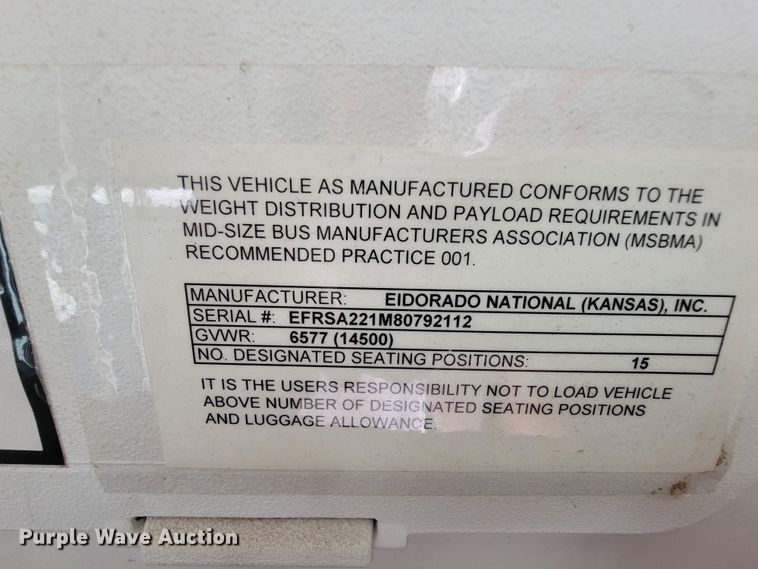 THIS VEHICLE AS MANUFACTURED CONFORMS TO THE
WEIGHT DISTRIBUTION AND PAYLOAD REQUIREMENTS IN
MID-SIZE BUS MANUFACTURERS ASSOCIATION (MSBMA)
RECOMMENDED PRACTICE 001.
MANUFACTURER: EIDORADO NATIONAL (KANSAS), INC.
SERIAL #: EFRSA221M80792112
GVWR: 6577 (14500)
NO. DESIGNATED SEATING POSITIONS: 15
IT IS THE USERS RESPONSIBILITY NOT TO LOAD VEHICLE
ABOVE NUMBER OF DESIGNATED SEATING POSITIONS
AND LUGGAGE ALLOWANCE.
Purple Wave Auction